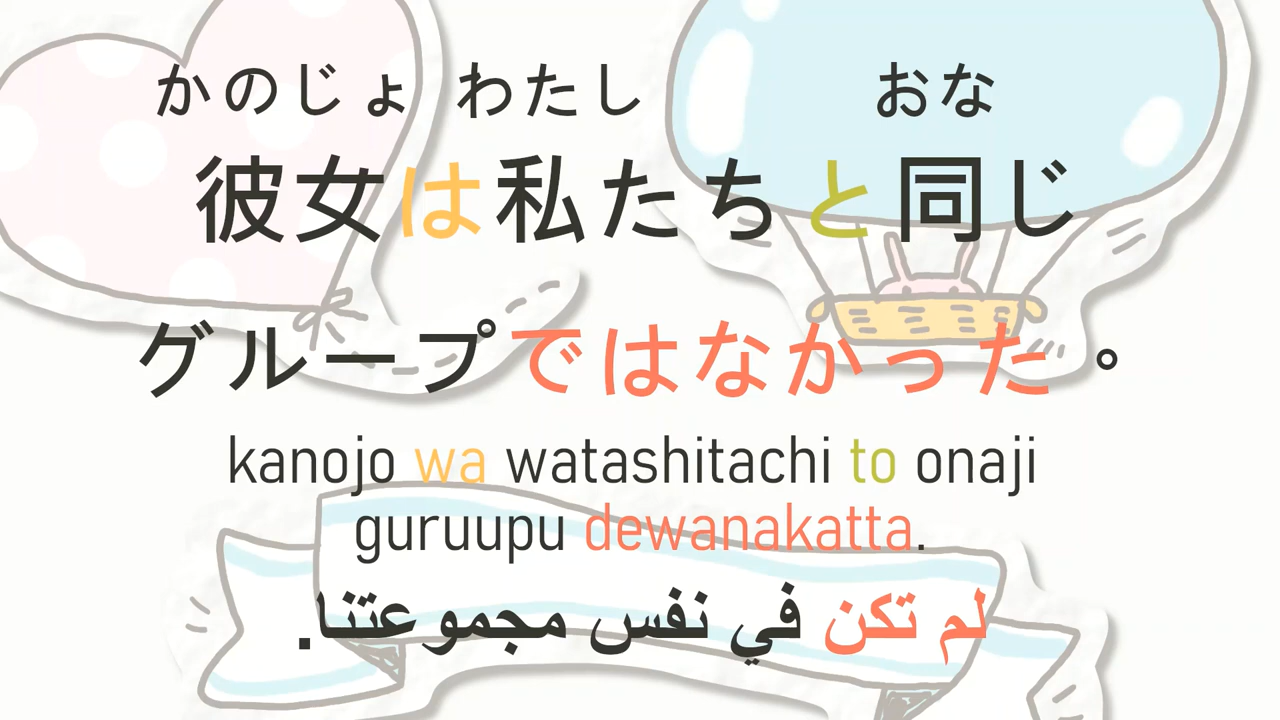 かのじょ わたし おな
彼女は私たちと同じ
グループではなかった。
kanojo wa watashitachi to onaji
guruupu dewanakatta.
لم تكن في نفس مجموعتنا.